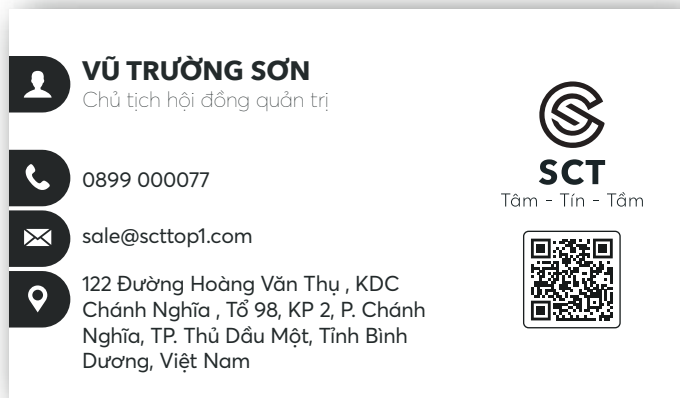 VŨ TRƯỜNG SƠN
Chủ tịch hội đồng quản trị
0899 000077
sale@scttop1.com
122 Đường Hoàng Văn Thụ , KDC
Chánh Nghĩa , Tổ 98, KP 2, P. Chánh
Nghĩa, TP. Thủ Dầu Một, Tỉnh Bình
Dương, Việt Nam
SCT
Tâm - Tín - Tầm